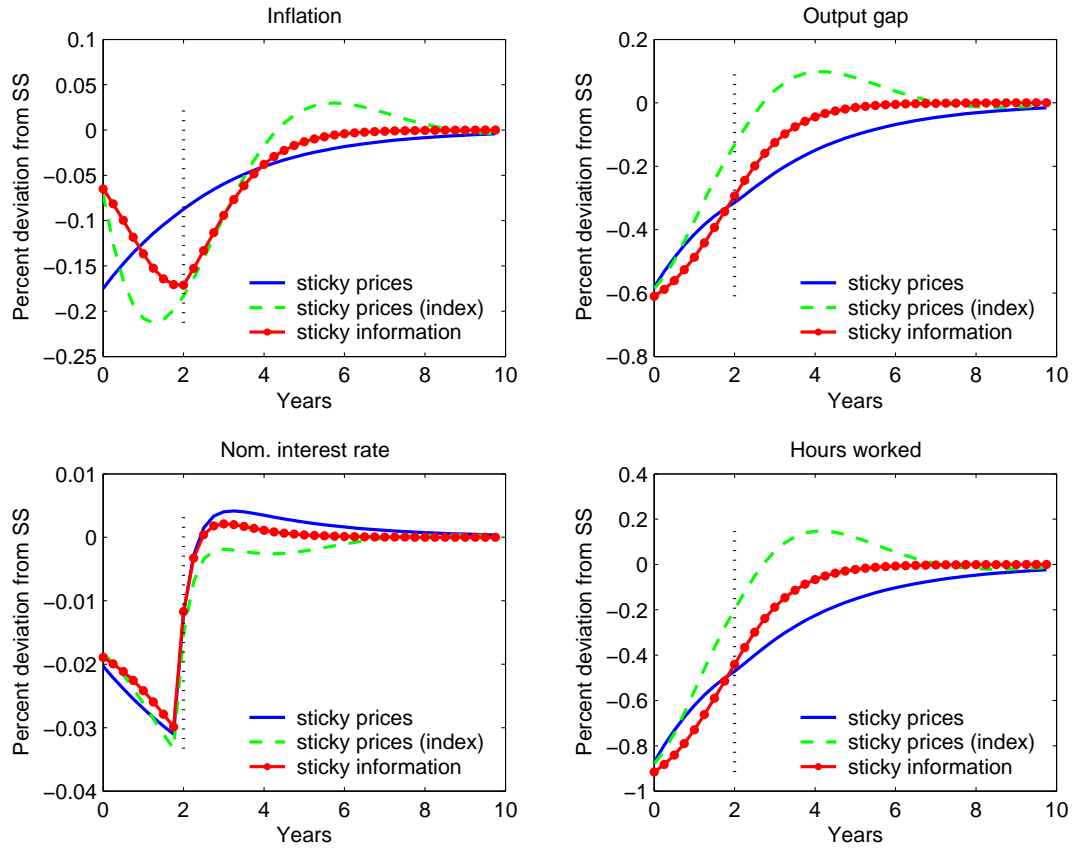 Inflation
Percent deviation from SS
0.1
0.05
0
−0.05
−0.1
−0.15
−0.2
−0.25
sticky prices
sticky prices (index)
sticky information
0 2 4 6 8 10
Years
Output gap
Percent deviation from SS
0.2
0
−0.2
−0.4
−0.6
−0.8
sticky prices
sticky prices (index)
sticky information
0 2 4 6 8 10
Years
Nom. interest rate
Percent deviation from SS
0.01
0
−0.01
−0.02
−0.03
−0.04
sticky prices
sticky prices (index)
sticky information
0 2 4 6 8 10
Years
Hours worked
Percent deviation from SS
0.4
0.2
0
−0.2
−0.4
−0.6
−0.8
−1
sticky prices
sticky prices (index)
sticky information
0 2 4 6 8 10
Years